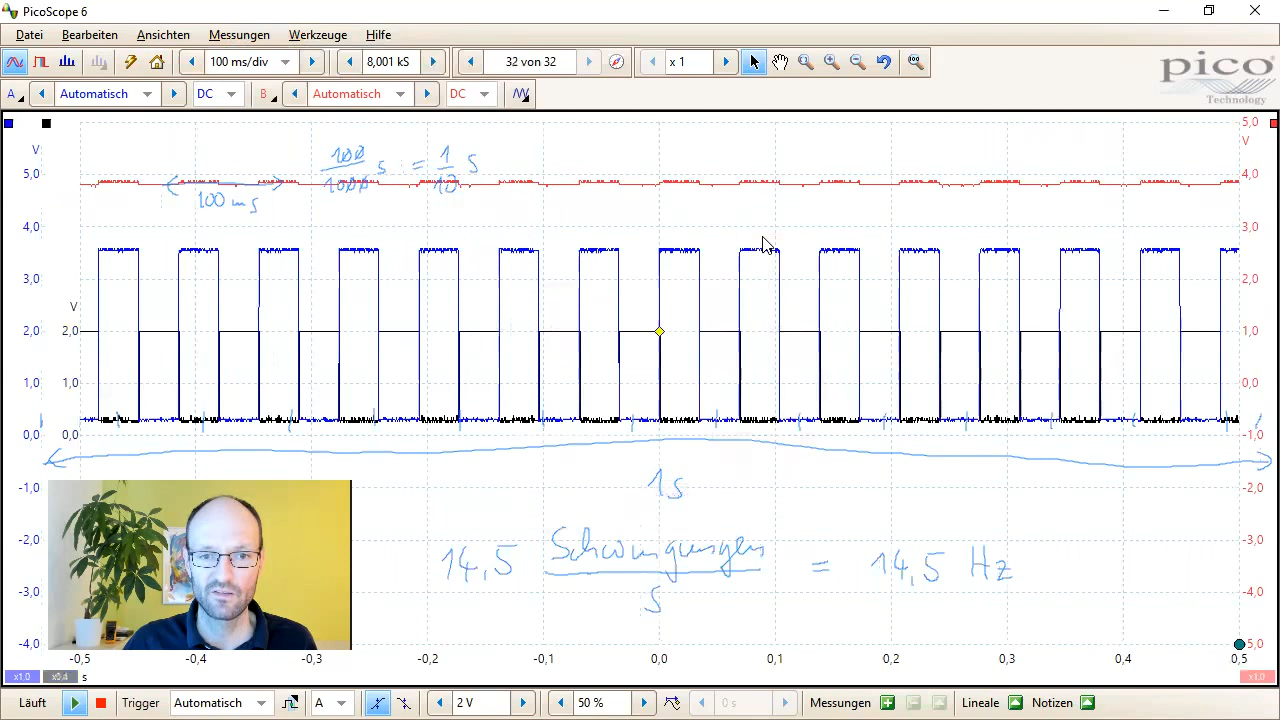 PicoScope 6
Datei Bearbeiten Ansichten Messungen Werkzeuge Hilfe
100 ms/div 8,001 kS 32 von 32 x 1
pico
Technology
A Automatisch DC B Automatisch DC
V 5,0
V
100/1000 s := 1/10 s
5,0 4,0
100 ms
4,0 3,0
3,0 2,0
V
2,0 2,0 1,0
1,0 1,0 0,0
0,0 0,0 -1,0
-1,0 1s -2,0
-2,0 -3,0
14,5 Schwingungen/s = 14,5 Hz
-3,0 -4,0
-4,0 -5,0
-0,5 -0,4 -0,3 -0,2 -0,1 0,0 0,1 0,2 0,3 0,4 0,5
x1,0 s x1,0
Läuft Trigger Automatisch A 2 V 50 % 0 s Messungen Lineale Notizen